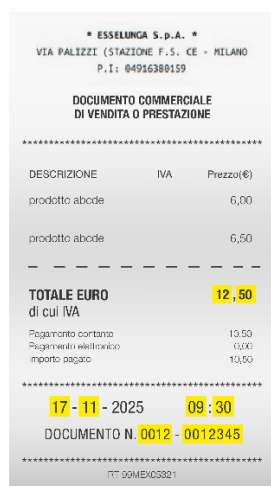 * ESSELUNGA S.p.A. *
VIA PALIZZI (STAZIONE F.S. CE - MILANO
P.I: 04916380159
DOCUMENTO COMMERCIALE
DI VENDITA O PRESTAZIONE
DESCRIZIONE IVA Prezzo(€)
prodotto abcde 6,00
prodotto abcde 6,50
TOTALE EURO 12,50
di cui IVA
Pagamento contante 10,50
Pagamento elettronico 0,00
Importo pagato 10,50
17 - 11 - 2025 09 : 30
DOCUMENTO N. 0012 - 0012345
RT 99MEX05321